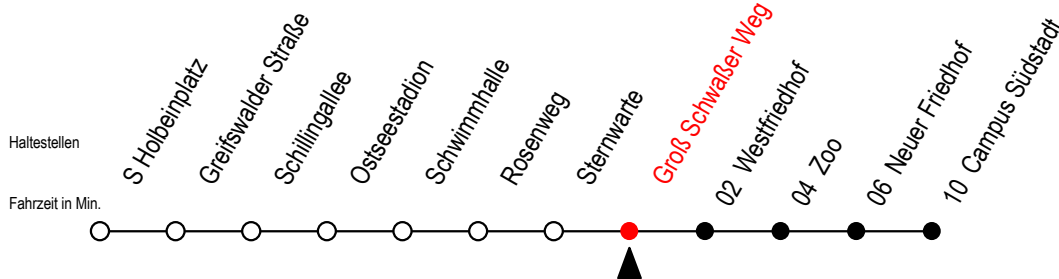 Haltestellen
Fahrzeit in Min.
S Holbeinplatz
Greifswalder Straße
Schillingallee
Ostseestadion
Schwimmhalle
Rosenweg
Sternwarte
Groß Schwaßer Weg
02 Westfriedhof
04 Zoo
06 Neuer Friedhof
10 Campus Südstadt